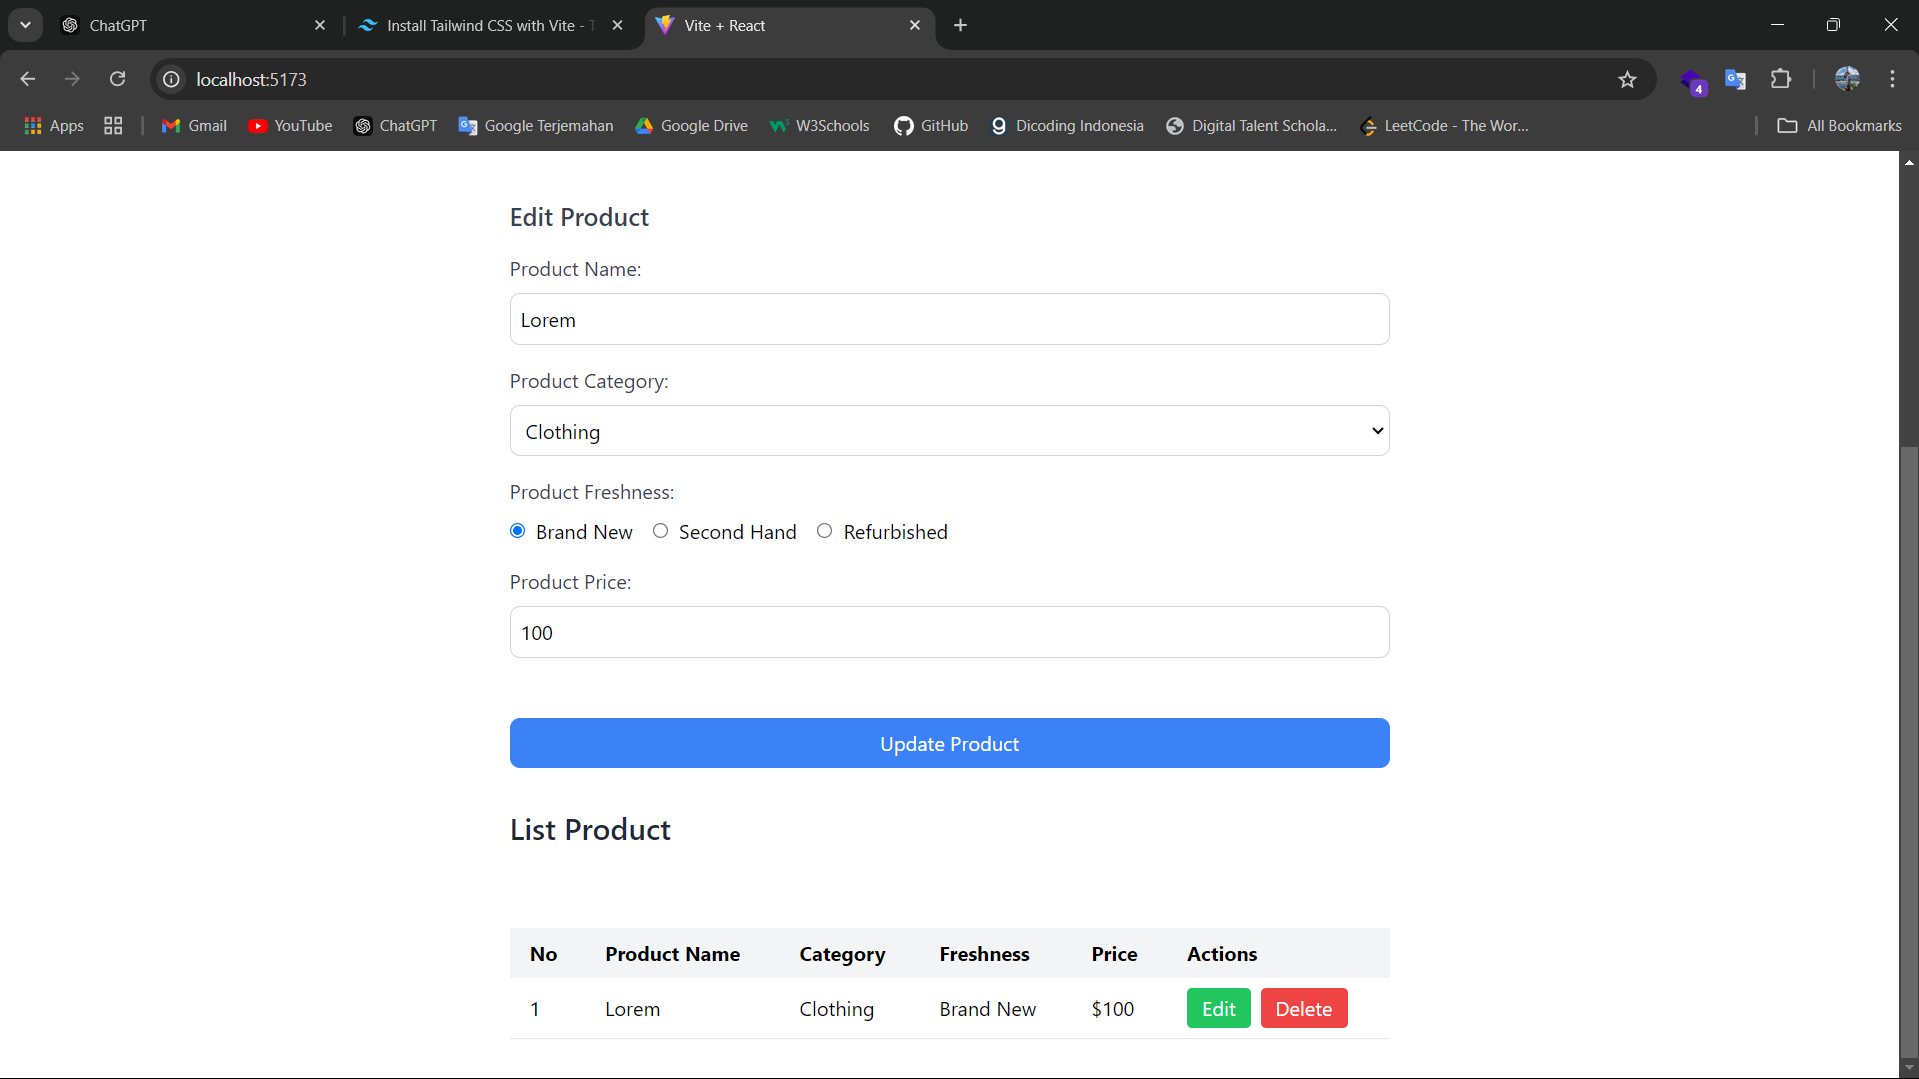 ChatGPT
Install Tailwind CSS with Vite -
Vite + React
localhost:5173
4
Apps
Gmail
YouTube
ChatGPT
Google Terjemahan
Google Drive
W3Schools
GitHub
Dicoding Indonesia
Digital Talent Schola...
LeetCode - The Wor...
All Bookmarks
Edit Product
Product Name:
Lorem
Product Category:
Clothing
Product Freshness:
Brand New Second Hand Refurbished
Product Price:
100
Update Product
List Product
No Product Name Category Freshness Price Actions
1 Lorem Clothing Brand New $100 Edit Delete